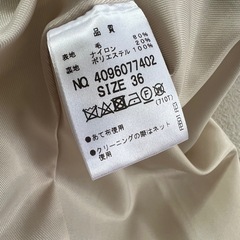 品質
表地 毛 80%
ナイロン 20%
裏地 ポリエステル 100%
NO 4096077402
SIZE 36
(710T)
●あて布使用
●クリーニングの際はネット
使用